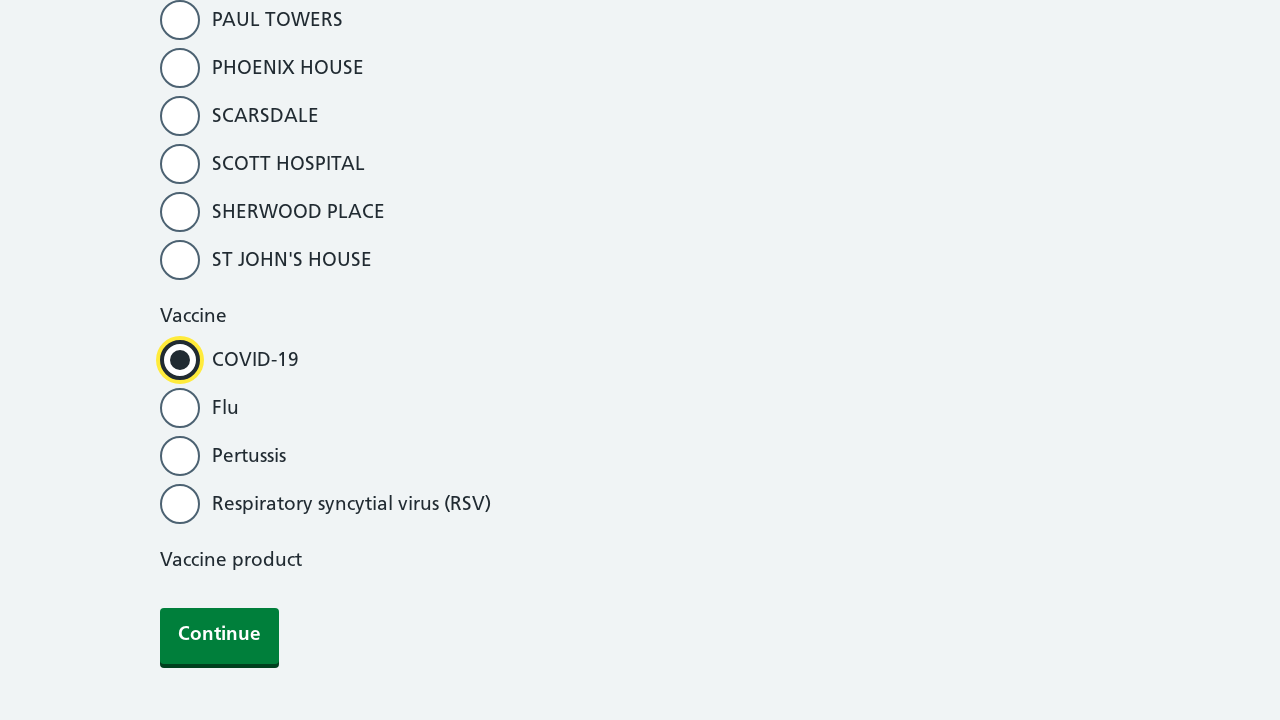 PAUL TOWERS
PHOENIX HOUSE
SCARSDALE
SCOTT HOSPITAL
SHERWOOD PLACE
ST JOHN'S HOUSE
Vaccine
COVID-19
Flu
Pertussis
Respiratory syncytial virus (RSV)
Vaccine product
Continue